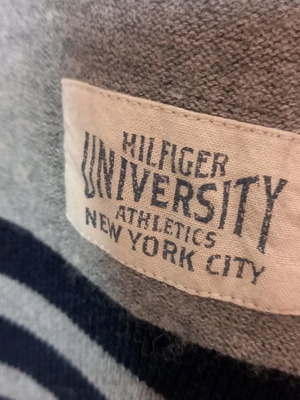 HILFIGER
UNIVERSITY
ATHLETICS
NEW YORK CITY